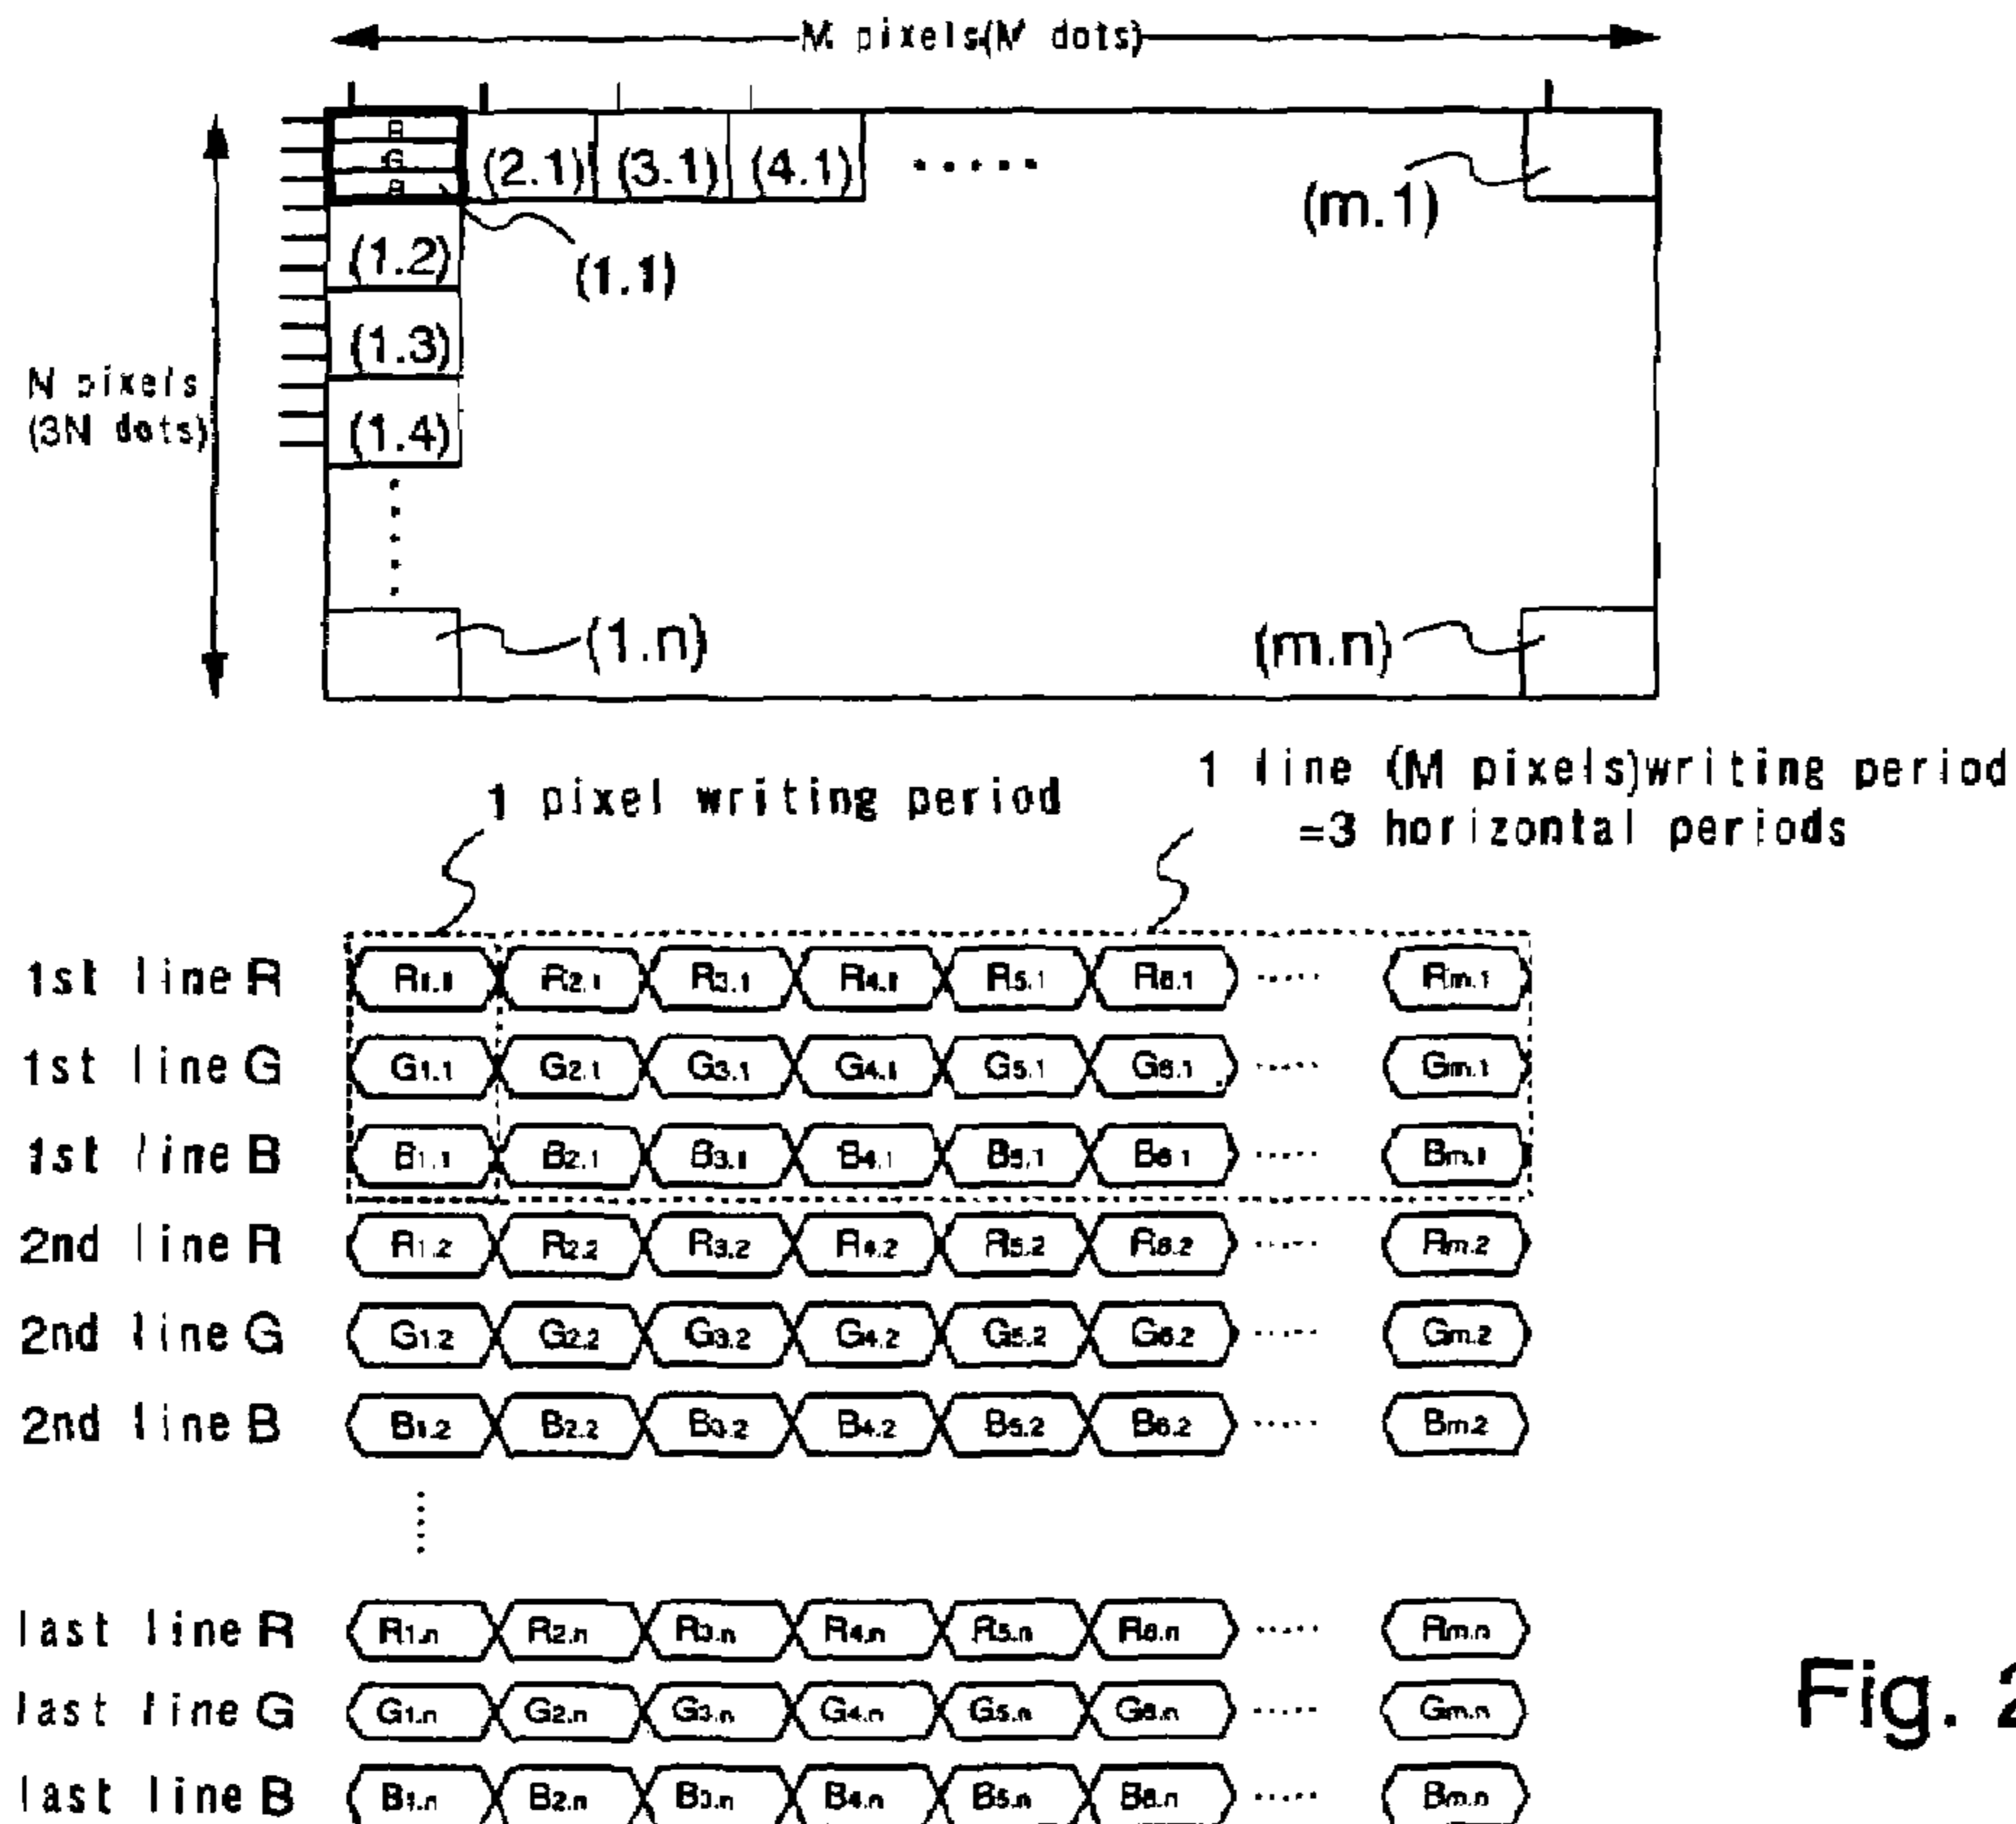 M pixels(M dots)
R
G
B
(2.1) (3.1) (4.1) ・・・・・
(m.1)
(1.2)
(1.1)
(1.3)
N pixels
(3N dots)
(1.4)
(1.n)
(m.n)
1 pixel writing period
1 line (M pixels)writing period
=3 horizontal periods
1st line R R1.1 R2.1 R3.1 R4.1 R5.1 R6.1 ····· Rm.1
1st line G G1.1 G2.1 G3.1 G4.1 G5.1 G6.1 ····· Gm.1
1st line B B1.1 B2.1 B3.1 B4.1 B5.1 B6.1 ····· Bm.1
2nd line R R1.2 R2.2 R3.2 R4.2 R5.2 R6.2 ····· Rm.2
2nd line G G1.2 G2.2 G3.2 G4.2 G5.2 G6.2 ····· Gm.2
2nd line B B1.2 B2.2 B3.2 B4.2 B5.2 B6.2 ····· Bm.2
last line R R1.n R2.n R3.n R4.n R5.n R6.n ····· Rm.n
last line G G1.n G2.n G3.n G4.n G5.n G6.n ····· Gm.n
Fig. 2
last line B B1.n B2.n B3.n B4.n B5.n B6.n ····· Bm.n